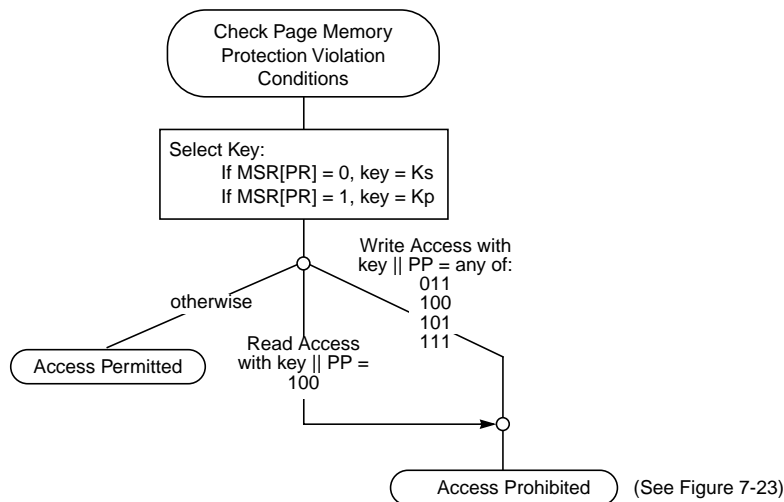 Check Page Memory
Protection Violation
Conditions
Select Key:
If MSR[PR] = 0, key = Ks
If MSR[PR] = 1, key = Kp
Write Access with
key || PP = any of:
011
100
101
111
otherwise
Access Permitted
Read Access
with key || PP =
100
Access Prohibited
(See Figure 7-23)